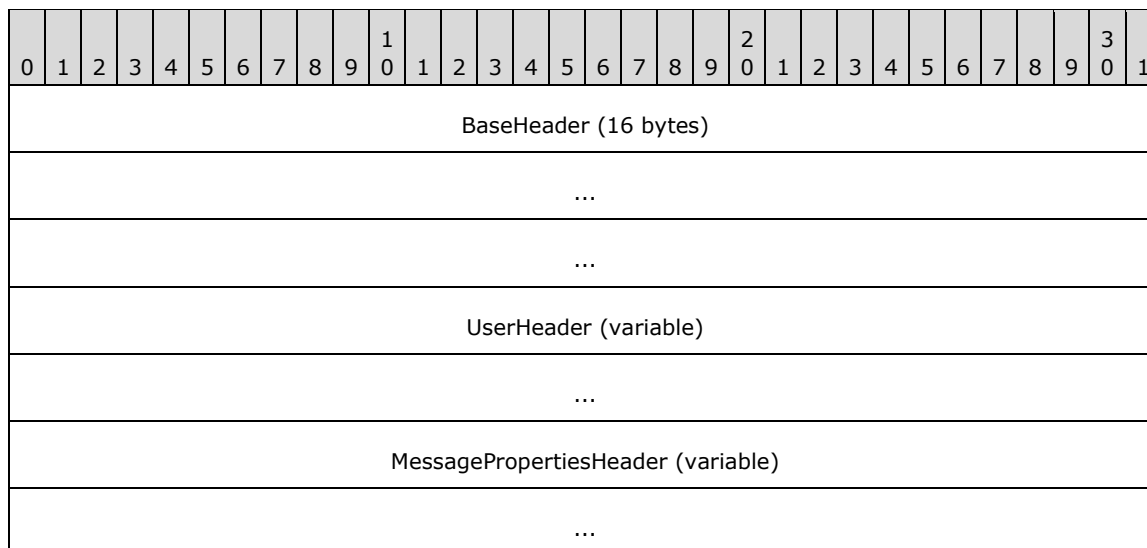 1 2 3
0 1 2 3 4 5 6 7 8 9 0 1 2 3 4 5 6 7 8 9 0 1 2 3 4 5 6 7 8 9 0 1
BaseHeader (16 bytes)
...
...
UserHeader (variable)
...
MessagePropertiesHeader (variable)
...